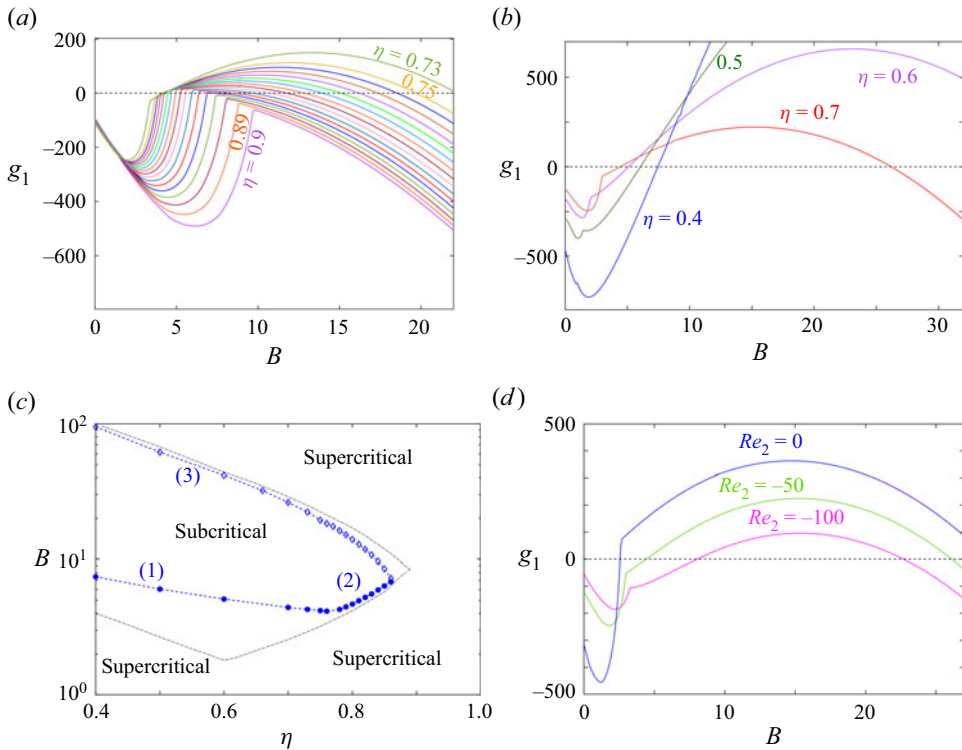 (a)
200
0
−200
−400
−600
g1
η = 0.73
0.75
0.89
η = 0.9
0 5 10 15 20
B
(b)
500
0
−500
g1
0.5
η = 0.6
η = 0.7
η = 0.4
0 10 20 30
B
(c)
10²
10¹
10⁰
B
Supercritical
(3)
Subcritical
(1)
(2)
Supercritical
Supercritical
0.4 0.6 0.8 1.0
η
(d)
500
0
−500
g1
Re2 = 0
Re2 = −50
Re2 = −100
0 10 20
B